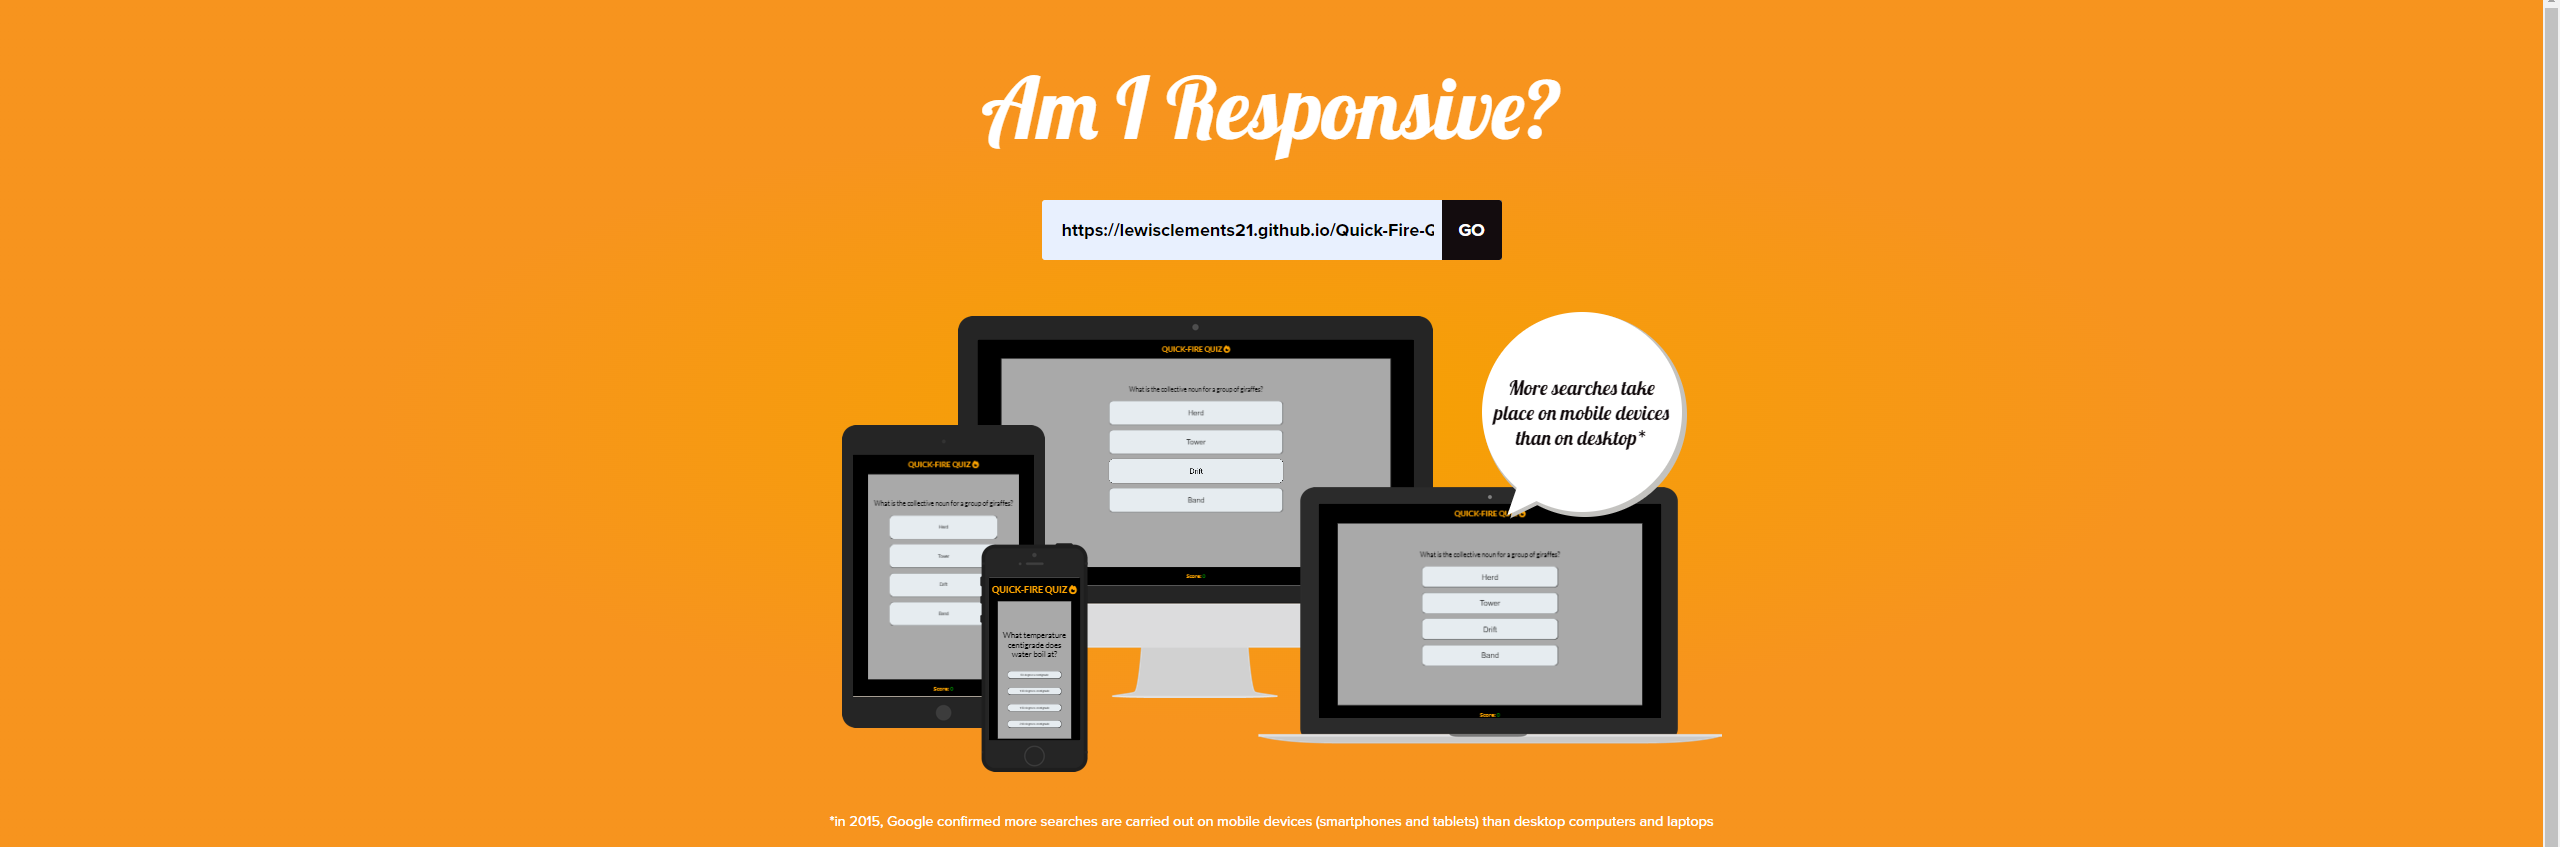 Am I Responsive?
https://lewisclements21.github.io/Quick-Fire-Q
GO
QUICK-FIRE QUIZ
What is the collective noun for a group of giraffes?
Herd
Tower
Drift
Band
Score: 0
More searches take
place on mobile devices
than on desktop*
QUICK-FIRE QUIZ
What is the collective noun for a group of giraffes?
Herd
Tower
Drift
Band
Score: 0
QUICK-FIRE QUIZ
What temperature
centigrade does
water boil at?
QUICK-FIRE QU
What is the collective noun for a group of giraffes?
Herd
Tower
Drift
Band
Score: 0
*in 2015, Google confirmed more searches are carried out on mobile devices (smartphones and tablets) than desktop computers and laptops